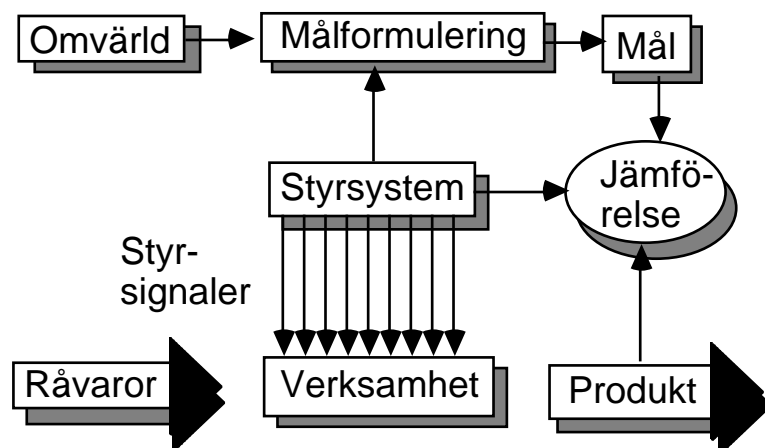 Omvärld
Målformulering
Mål
Styrsystem
Jämfö-
relse
Styr-
signaler
Råvaror
Verksamhet
Produkt